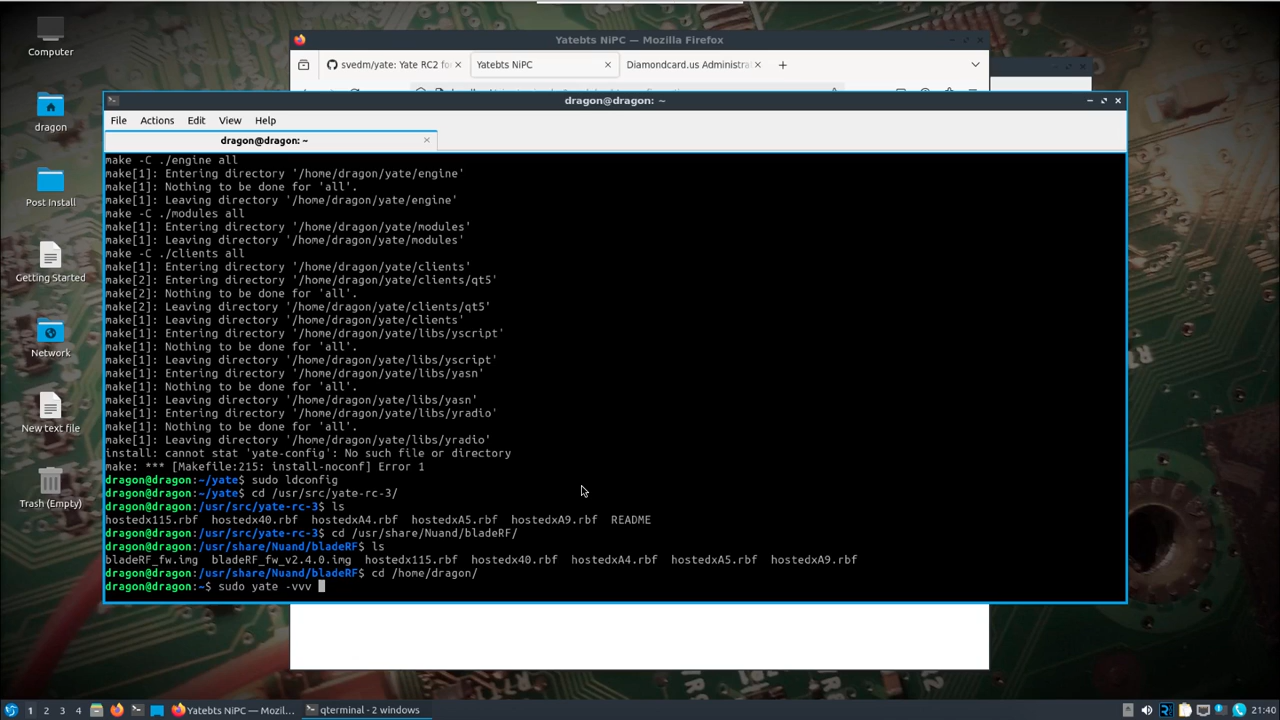 Computer
dragon
Post Install
Getting Started
Network
New text file
Trash (Empty)
Yatebts NiPC — Mozilla Firefox
svedm/yate: Yate RC2 fo
Yatebts NiPC
Diamondcard.us Administra
dragon@dragon: ~
File Actions Edit View Help
dragon@dragon: ~
make -C ./engine all
make[1]: Entering directory '/home/dragon/yate/engine'
make[1]: Nothing to be done for 'all'.
make[1]: Leaving directory '/home/dragon/yate/engine'
make -C ./modules all
make[1]: Entering directory '/home/dragon/yate/modules'
make[1]: Leaving directory '/home/dragon/yate/modules'
make -C ./clients all
make[1]: Entering directory '/home/dragon/yate/clients'
make[2]: Entering directory '/home/dragon/yate/clients/qt5'
make[2]: Nothing to be done for 'all'.
make[2]: Leaving directory '/home/dragon/yate/clients/qt5'
make[1]: Leaving directory '/home/dragon/yate/clients'
make[1]: Entering directory '/home/dragon/yate/libs/yscript'
make[1]: Nothing to be done for 'all'.
make[1]: Leaving directory '/home/dragon/yate/libs/yscript'
make[1]: Entering directory '/home/dragon/yate/libs/yasn'
make[1]: Nothing to be done for 'all'.
make[1]: Leaving directory '/home/dragon/yate/libs/yasn'
make[1]: Entering directory '/home/dragon/yate/libs/yradio'
make[1]: Nothing to be done for 'all'.
make[1]: Leaving directory '/home/dragon/yate/libs/yradio'
install: cannot stat 'yate-config': No such file or directory
make: *** [Makefile:215: install-noconf] Error 1
dragon@dragon:~/yate$ sudo ldconfig
dragon@dragon:~/yate$ cd /usr/src/yate-rc-3/
dragon@dragon:/usr/src/yate-rc-3$ ls
hostedx115.rbf hostedx40.rbf hostedxA4.rbf hostedxA5.rbf hostedxA9.rbf README
dragon@dragon:/usr/src/yate-rc-3$ cd /usr/share/Nuand/bladeRF/
dragon@dragon:/usr/share/Nuand/bladeRF$ ls
bladeRF_fw.img bladeRF_fw_v2.4.0.img hostedx115.rbf hostedx40.rbf hostedxA4.rbf hostedxA5.rbf hostedxA9.rbf
dragon@dragon:/usr/share/Nuand/bladeRF$ cd /home/dragon/
dragon@dragon:~$ sudo yate -vvv
1 2 3 4
Yatebts NiPC — Mozil...
qterminal - 2 windows
21:40